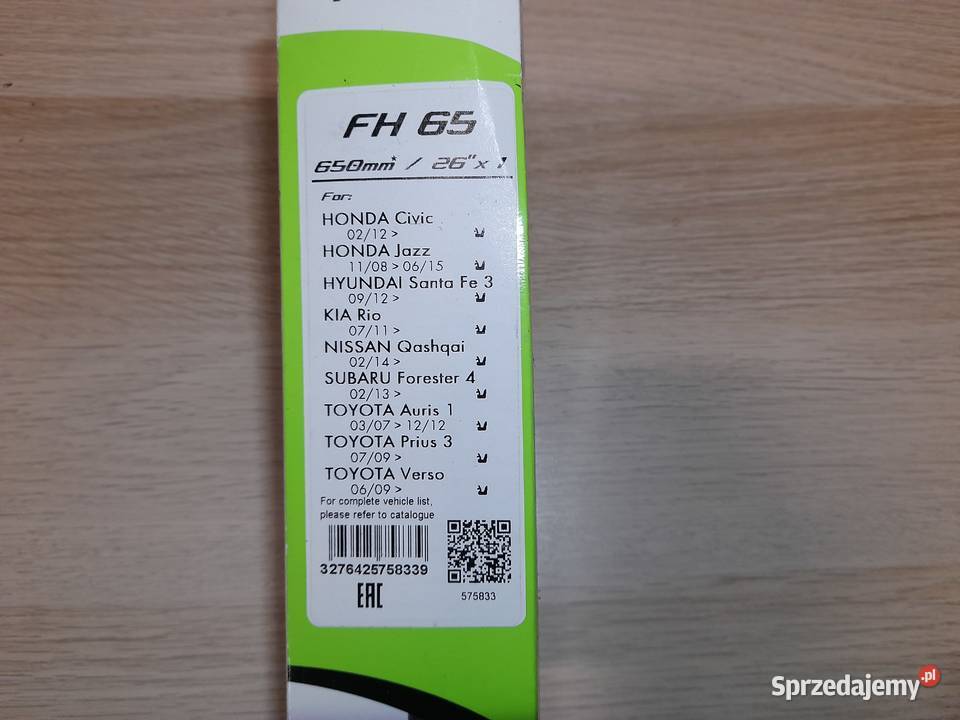 FH 65
650mm* / 26"x 1
For:
HONDA Civic
02/12 >
HONDA Jazz
11/08 > 06/15
HYUNDAI Santa Fe 3
09/12 >
KIA Rio
07/11 >
NISSAN Qashqai
02/14 >
SUBARU Forester 4
02/13 >
TOYOTA Auris 1
03/07 > 12/12
TOYOTA Prius 3
07/09 >
TOYOTA Verso
06/09 >
For complete vehicle list,
please refer to catalogue
3276425758339
EAC
575833
Sprzedajemy.pl